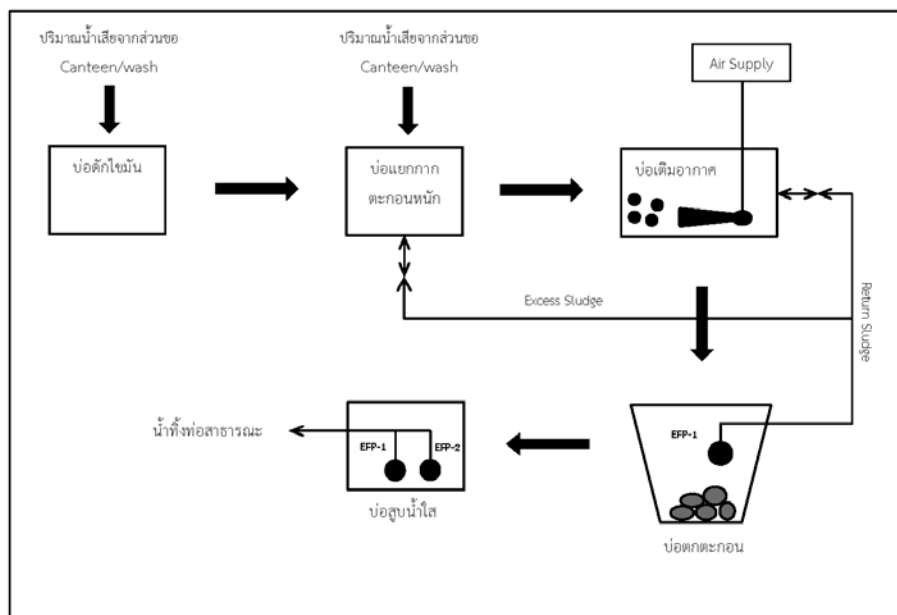 ปริมาณน้ำเสียจากส่วนขอ
Canteen/wash
ปริมาณน้ำเสียจากส่วนขอ
Canteen/wash
Air Supply
บ่อดักไขมัน
บ่อแยกกาก
ตะกอนหนัก
บ่อเติมอากาศ
Excess Sludge
Return Sludge
น้ำทิ้งท่อสาธารณะ
EFP-1
EFP-2
บ่อสูบน้ำใส
EFP-1
บ่อตกตะกอน